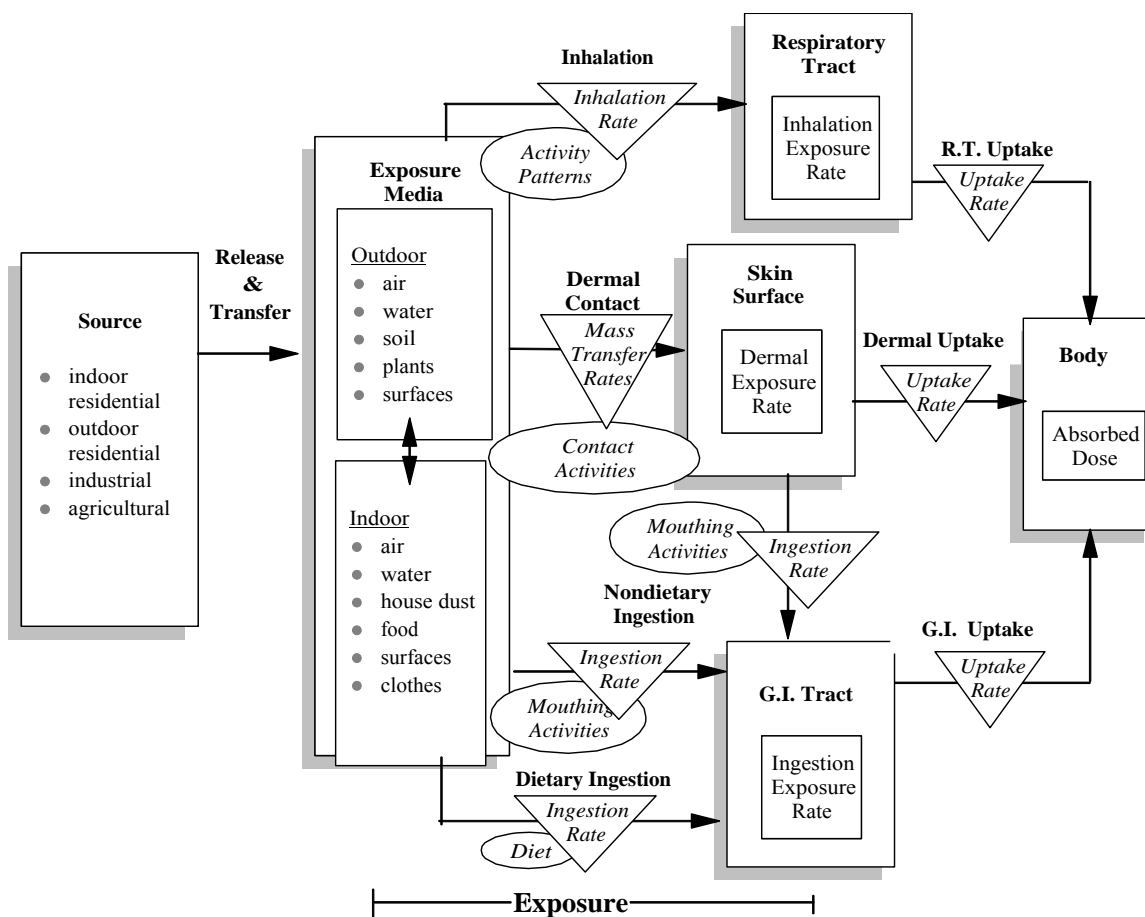 Source
indoor
residential
outdoor
residential
industrial
agricultural
Release
&
Transfer
Exposure
Media
Outdoor
air
water
soil
plants
surfaces
Indoor
air
water
house dust
food
surfaces
clothes
Inhalation
Inhalation
Rate
Activity
Patterns
Respiratory
Tract
Inhalation
Exposure
Rate
R.T. Uptake
Uptake
Rate
Dermal
Contact
Mass
Transfer
Rates
Contact
Activities
Skin
Surface
Dermal
Exposure
Rate
Dermal Uptake
Uptake
Rate
Body
Absorbed
Dose
Mouthing
Activities
Ingestion
Rate
Nondietary
Ingestion
Ingestion
Rate
Mouthing
Activities
G.I. Tract
Ingestion
Exposure
Rate
G.I. Uptake
Uptake
Rate
Dietary Ingestion
Ingestion
Rate
Diet
Exposure